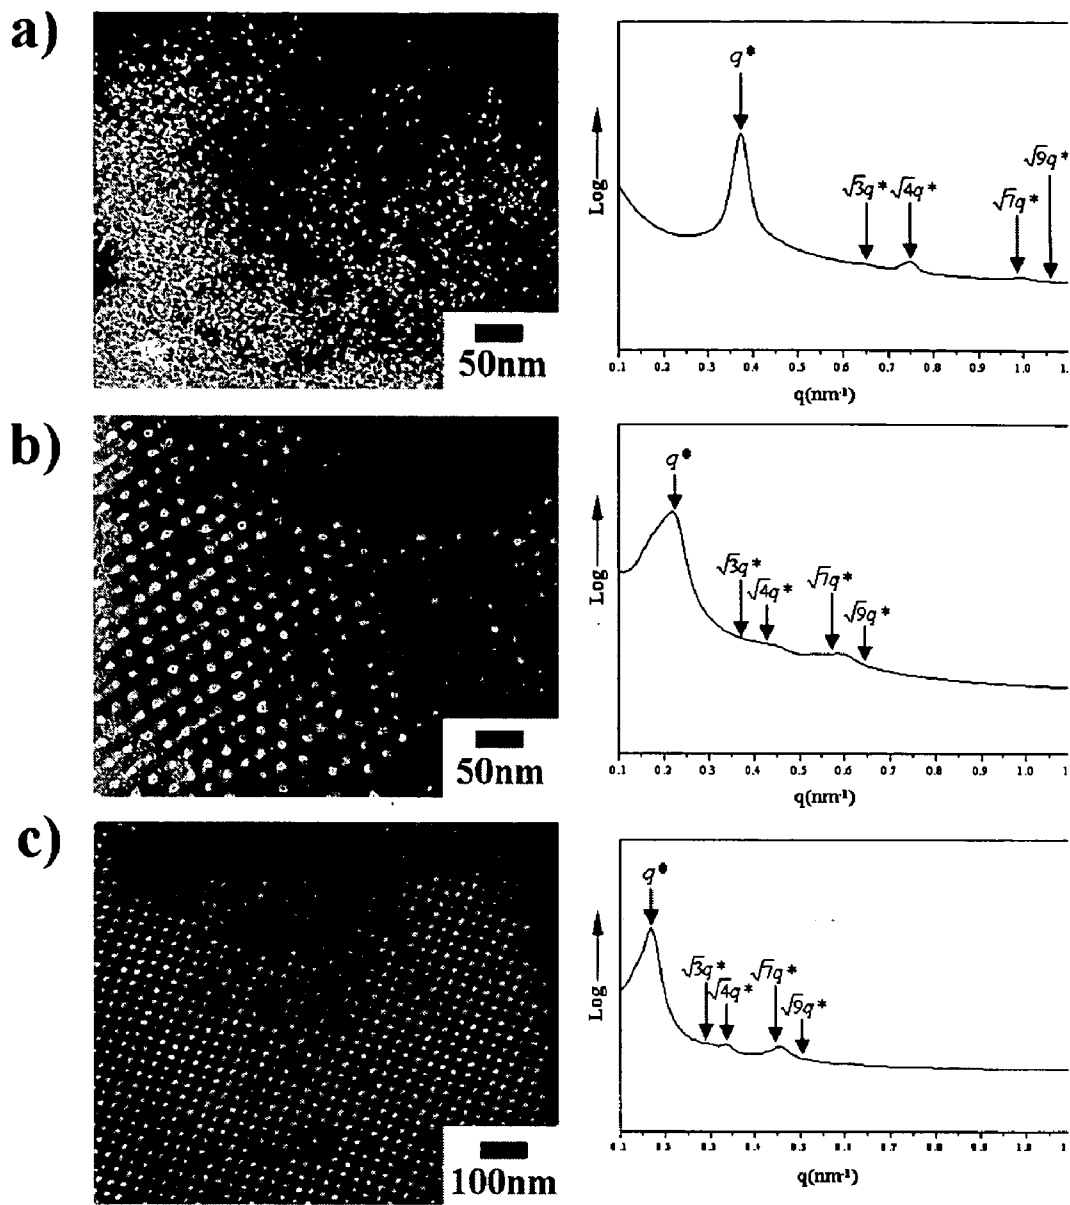 a)
50nm
Log
q*
√3q* √4q*
√7q*
√9q*
0.1 0.2 0.3 0.4 0.5 0.6 0.7 0.8 0.9 1.0 1.
q(nm⁻¹)
b)
50nm
Log
q*
√3q*
√4q*
√7q*
√9q*
0.1 0.2 0.3 0.4 0.5 0.6 0.7 0.8 0.9 1.0 1.
q(nm⁻¹)
c)
100nm
Log
q*
√3q*
√4q*
√7q*
√9q*
q(nm⁻¹)